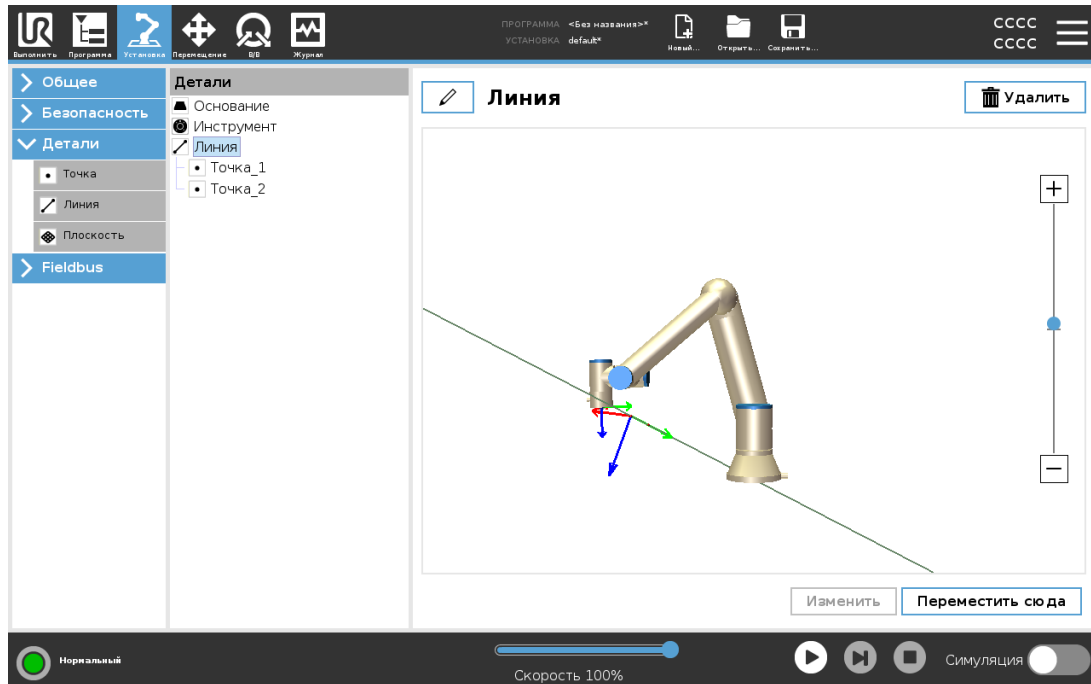 UR
ПРОГРАММА <Без названия>*
УСТАНОВКА default*
Выполнить Программа Установка Перемещение В/В Журнал
Новый... Открыть... Сохранить...
CCCC
CCCC
Общее
Безопасность
Детали
Точка
Линия
Плоскость
Fieldbus
Детали
Основание
Инструмент
Линия
Точка_1
Точка_2
Линия
Удалить
Изменить
Переместить сюда
Нормальный
Скорость 100%
Симуляция